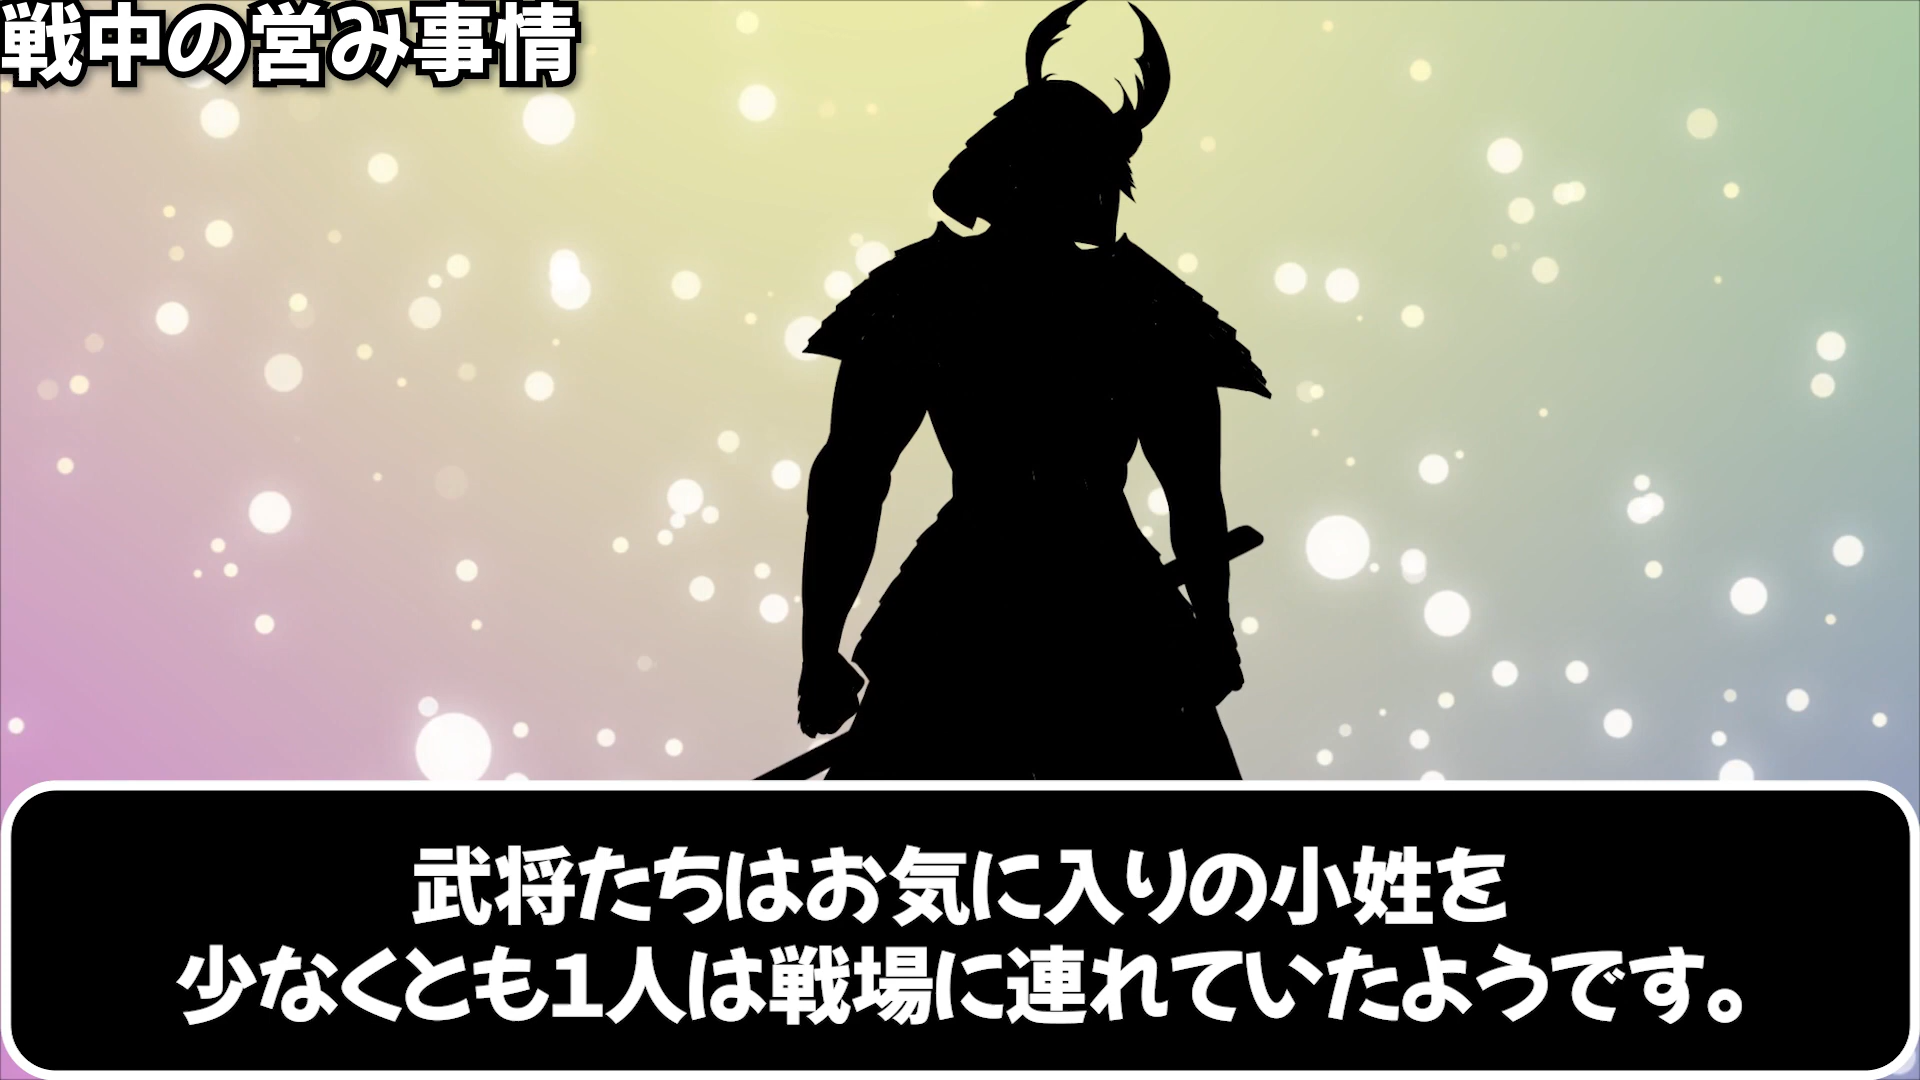 戦中の営み事情
武将たちはお気に入りの小姓を
少なくとも1人は戦場に連れていたようです。